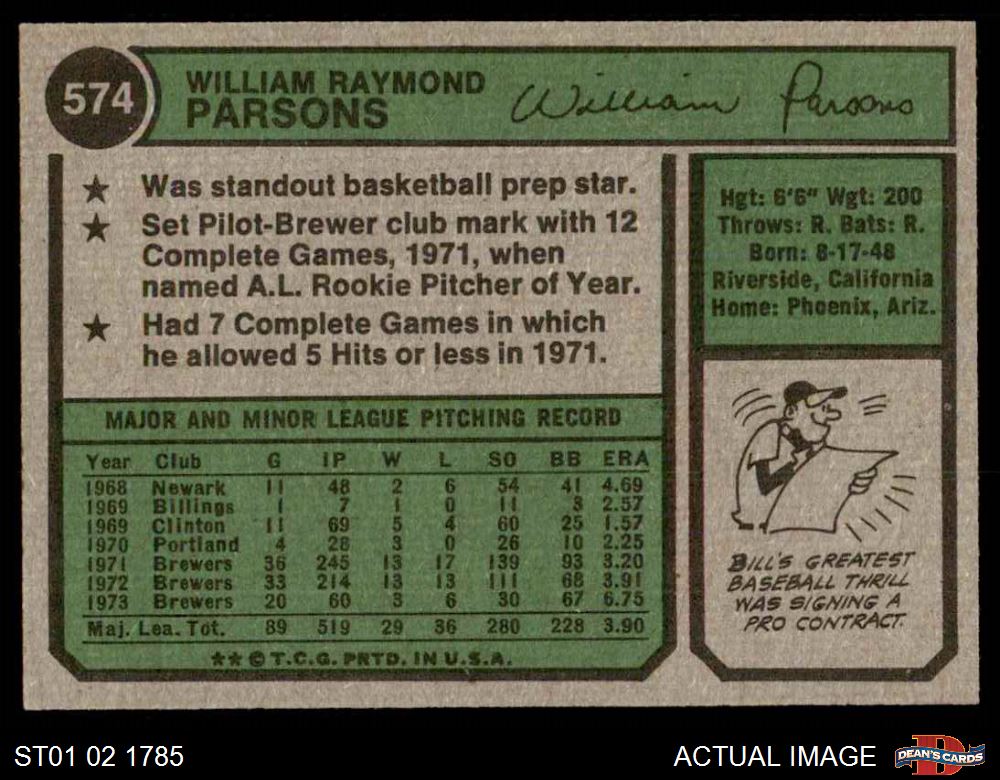 574
WILLIAM RAYMOND
PARSONS
William Parsons
★ Was standout basketball prep star.
★ Set Pilot-Brewer club mark with 12
Complete Games, 1971, when
named A.L. Rookie Pitcher of Year.
★ Had 7 Complete Games in which
he allowed 5 Hits or less in 1971.
Hgt: 6'6" Wgt: 200
Throws: R. Bats: R.
Born: 8-17-48
Riverside, California
Home: Phoenix, Ariz.
MAJOR AND MINOR LEAGUE PITCHING RECORD
Year Club G IP W L SO BB ERA
1968 Newark 11 48 2 6 54 41 4.69
1969 Billings 1 7 1 0 11 3 2.57
1969 Clinton 11 69 5 4 60 25 1.57
1970 Portland 4 28 3 0 26 10 2.25
1971 Brewers 36 245 13 17 139 93 3.20
1972 Brewers 33 214 13 13 111 68 3.91
1973 Brewers 20 60 3 6 30 67 6.75
Maj. Lea. Tot. 89 519 29 36 280 228 3.90
★★ © T.C.G. PRTD. IN U.S.A.
BILL'S GREATEST
BASEBALL THRILL
WAS SIGNING A
PRO CONTRACT.
ST01 02 1785
ACTUAL IMAGE
D
DEAN'S CARDS